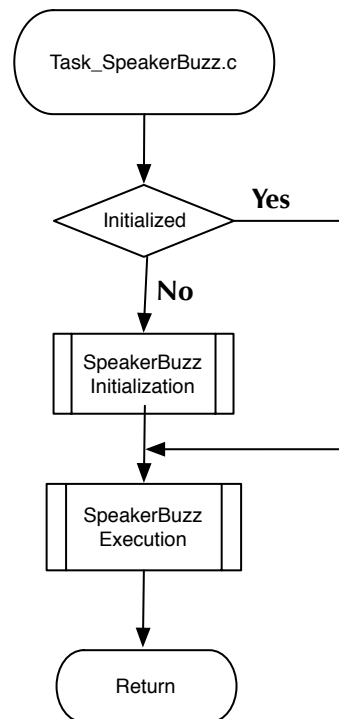 Task_SpeakerBuzz.c
Initialized
Yes
No
SpeakerBuzz
Initialization
SpeakerBuzz
Execution
Return